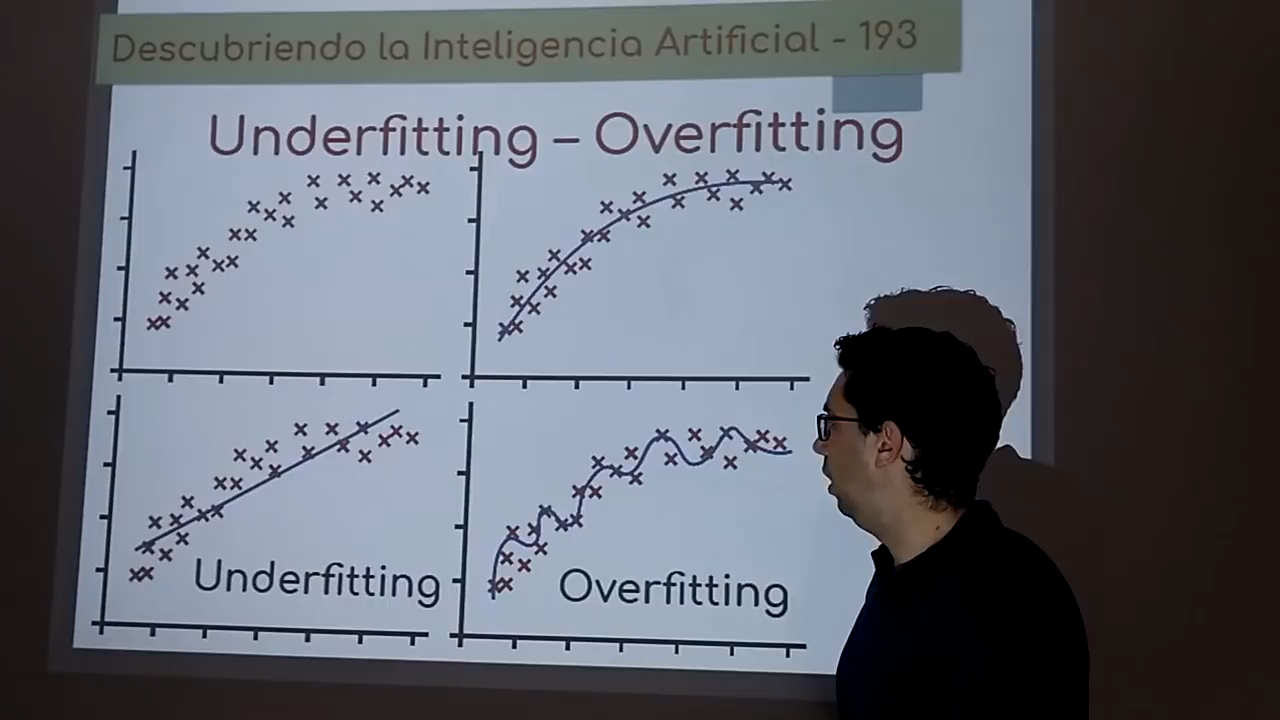 Descubriendo la Inteligencia Artificial - 193
Underfitting – Overfitting
Underfitting
Overfitting